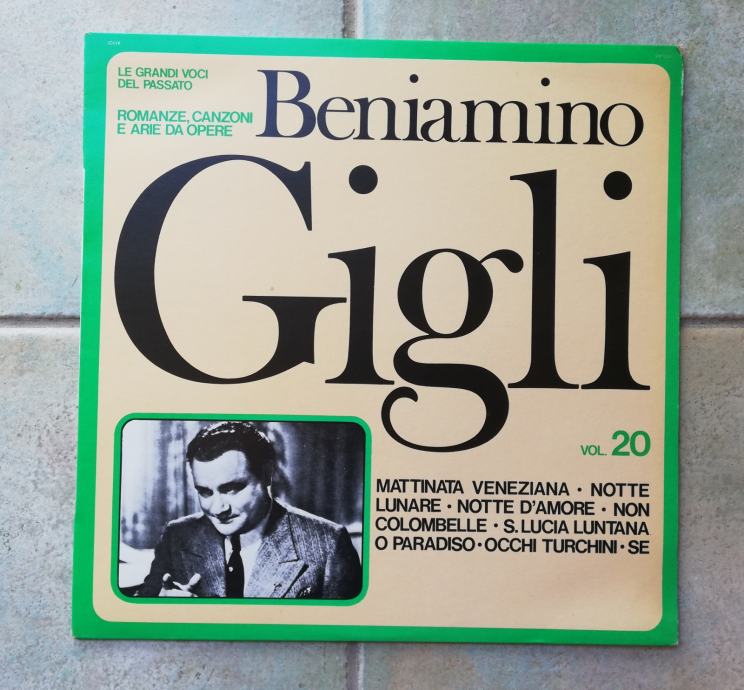 LE GRANDI VOCI
DEL PASSATO
ROMANZE, CANZONI
E ARIE DA OPERE
Beniamino
Gigli
VOL. 20
MATTINATA VENEZIANA · NOTTE
LUNARE · NOTTE D'AMORE · NON
COLOMBELLE · S. LUCIA LUNTANA
O PARADISO · OCCHI TURCHINI · SE